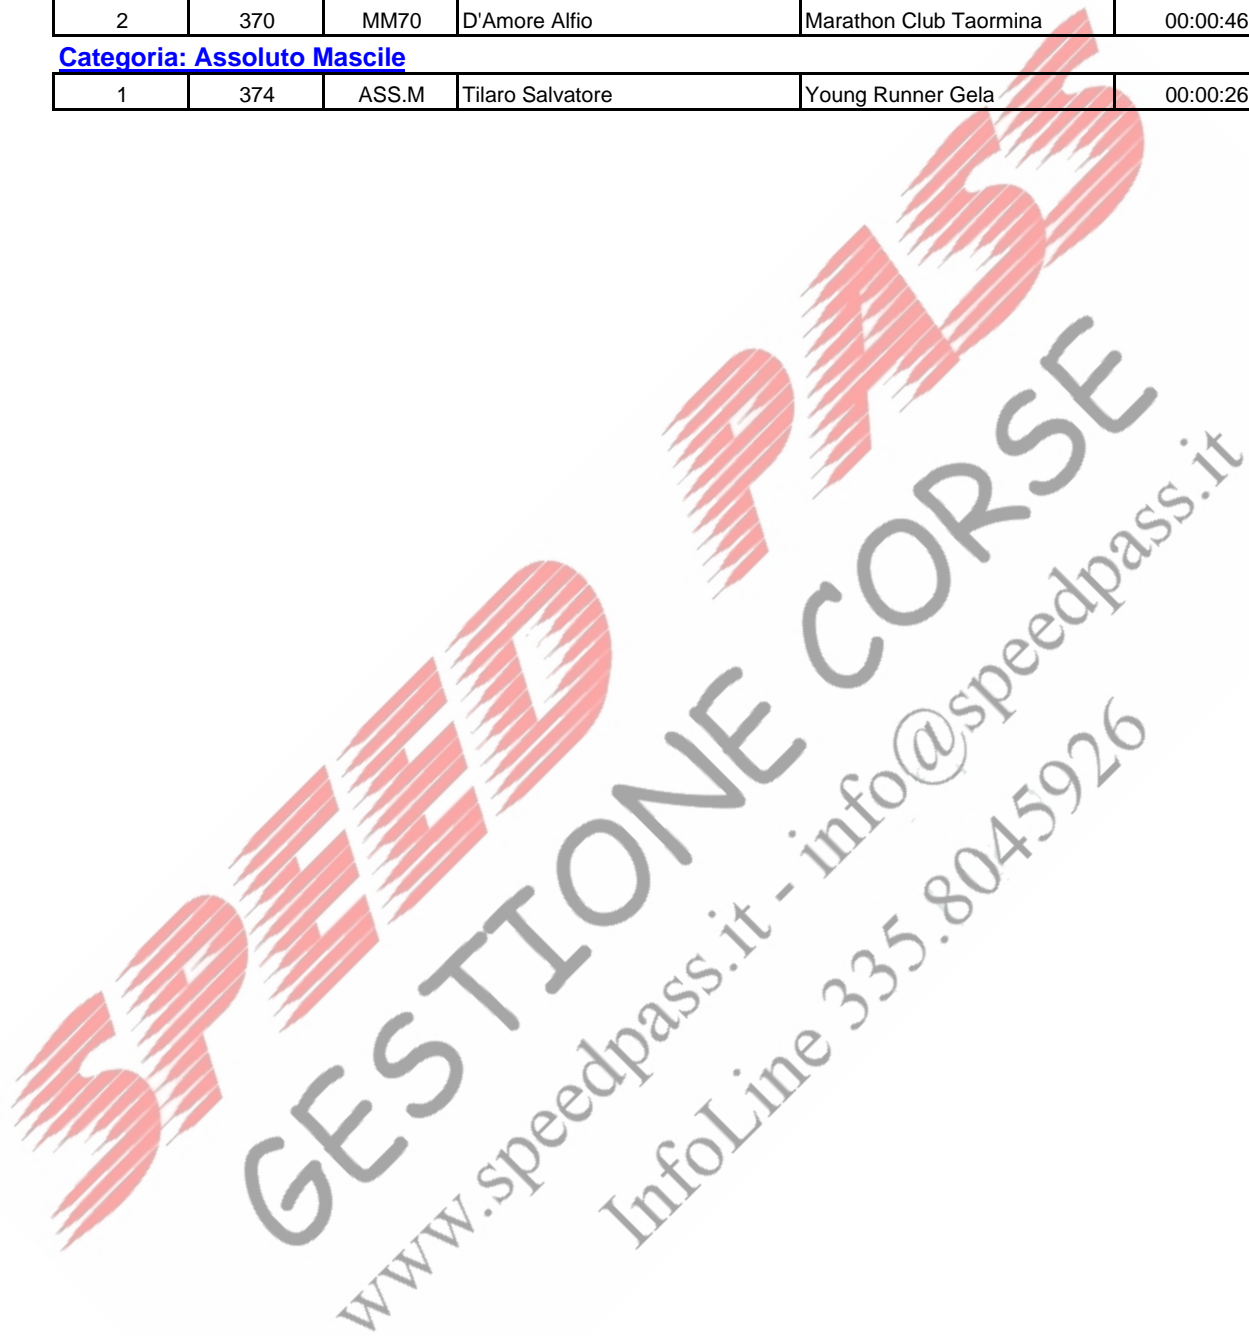 2 370 MM70 D'Amore Alfio Marathon Club Taormina 00:00:46
Categoria: Assoluto Mascile
1 374 ASS.M Tilaro Salvatore Young Runner Gela 00:00:26
SPEED PASS
GESTIONE CORSE
www.speedpass.it - info@speedpass.it
InfoLine 335.8045926